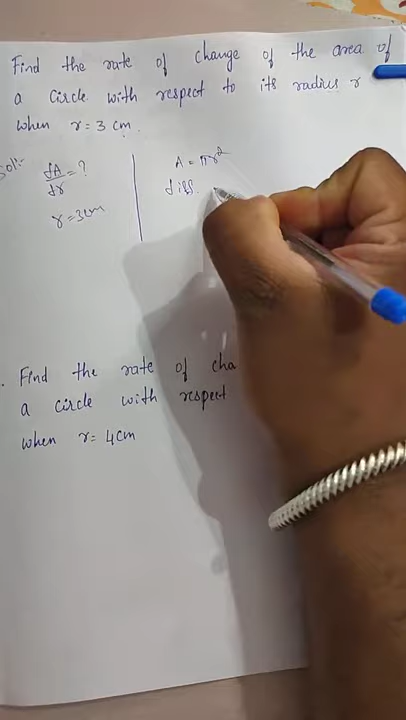 Find the rate of change of the area of
a circle with respect to its radius r
when r = 3 cm.
Sol:-
dA/dr = ?
r = 3cm
A = πr²
diff.
. Find the rate of cha
a circle with respect
when r = 4cm